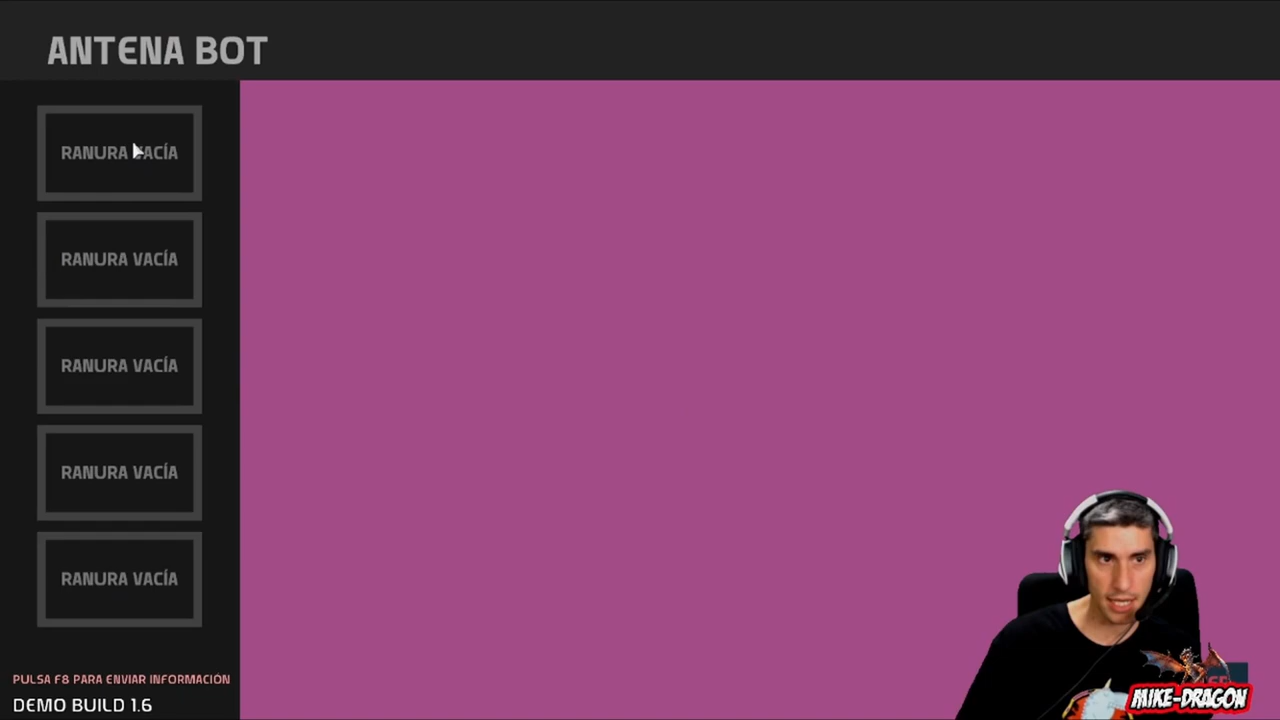 ANTENA BOT
RANURA VACÍA
RANURA VACÍA
RANURA VACÍA
RANURA VACÍA
RANURA VACÍA
PULSA F8 PARA ENVIAR INFORMACIÓN
DEMO BUILD 1.6
MIKE-DRAGON